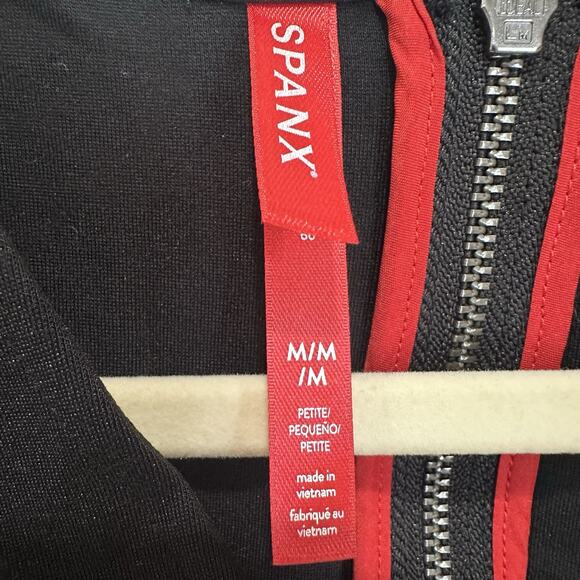 SPANX®
M/M
/M
PETITE/
PEQUEÑO/
PETITE
made in
vietnam
fabriqué au
vietnam